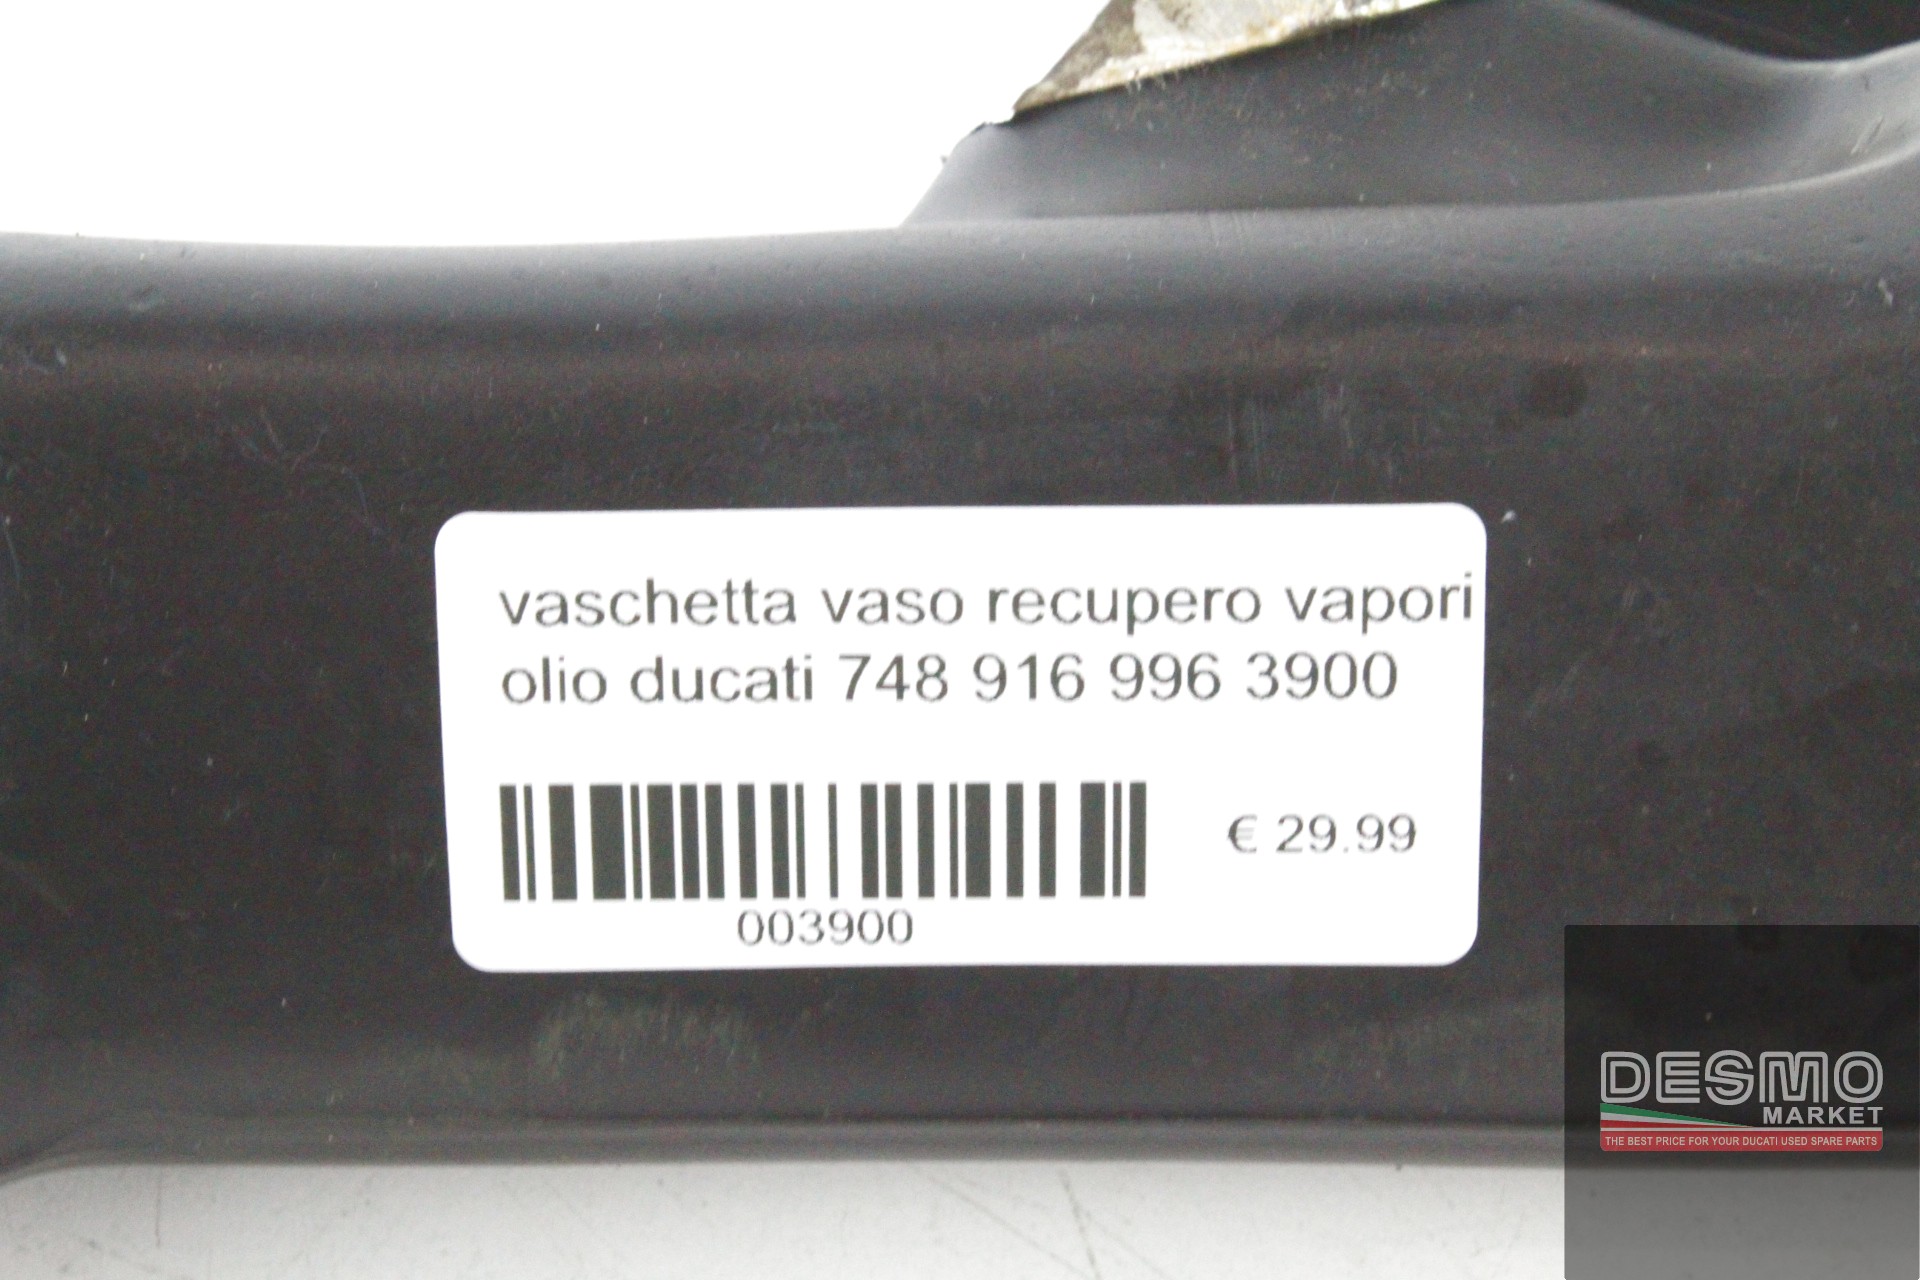 vaschetta vaso recupero vapori
olio ducati 748 916 996 3900
€ 29.99
003900
DESMO
MARKET
THE BEST PRICE FOR YOUR DUCATI USED SPARE PARTS